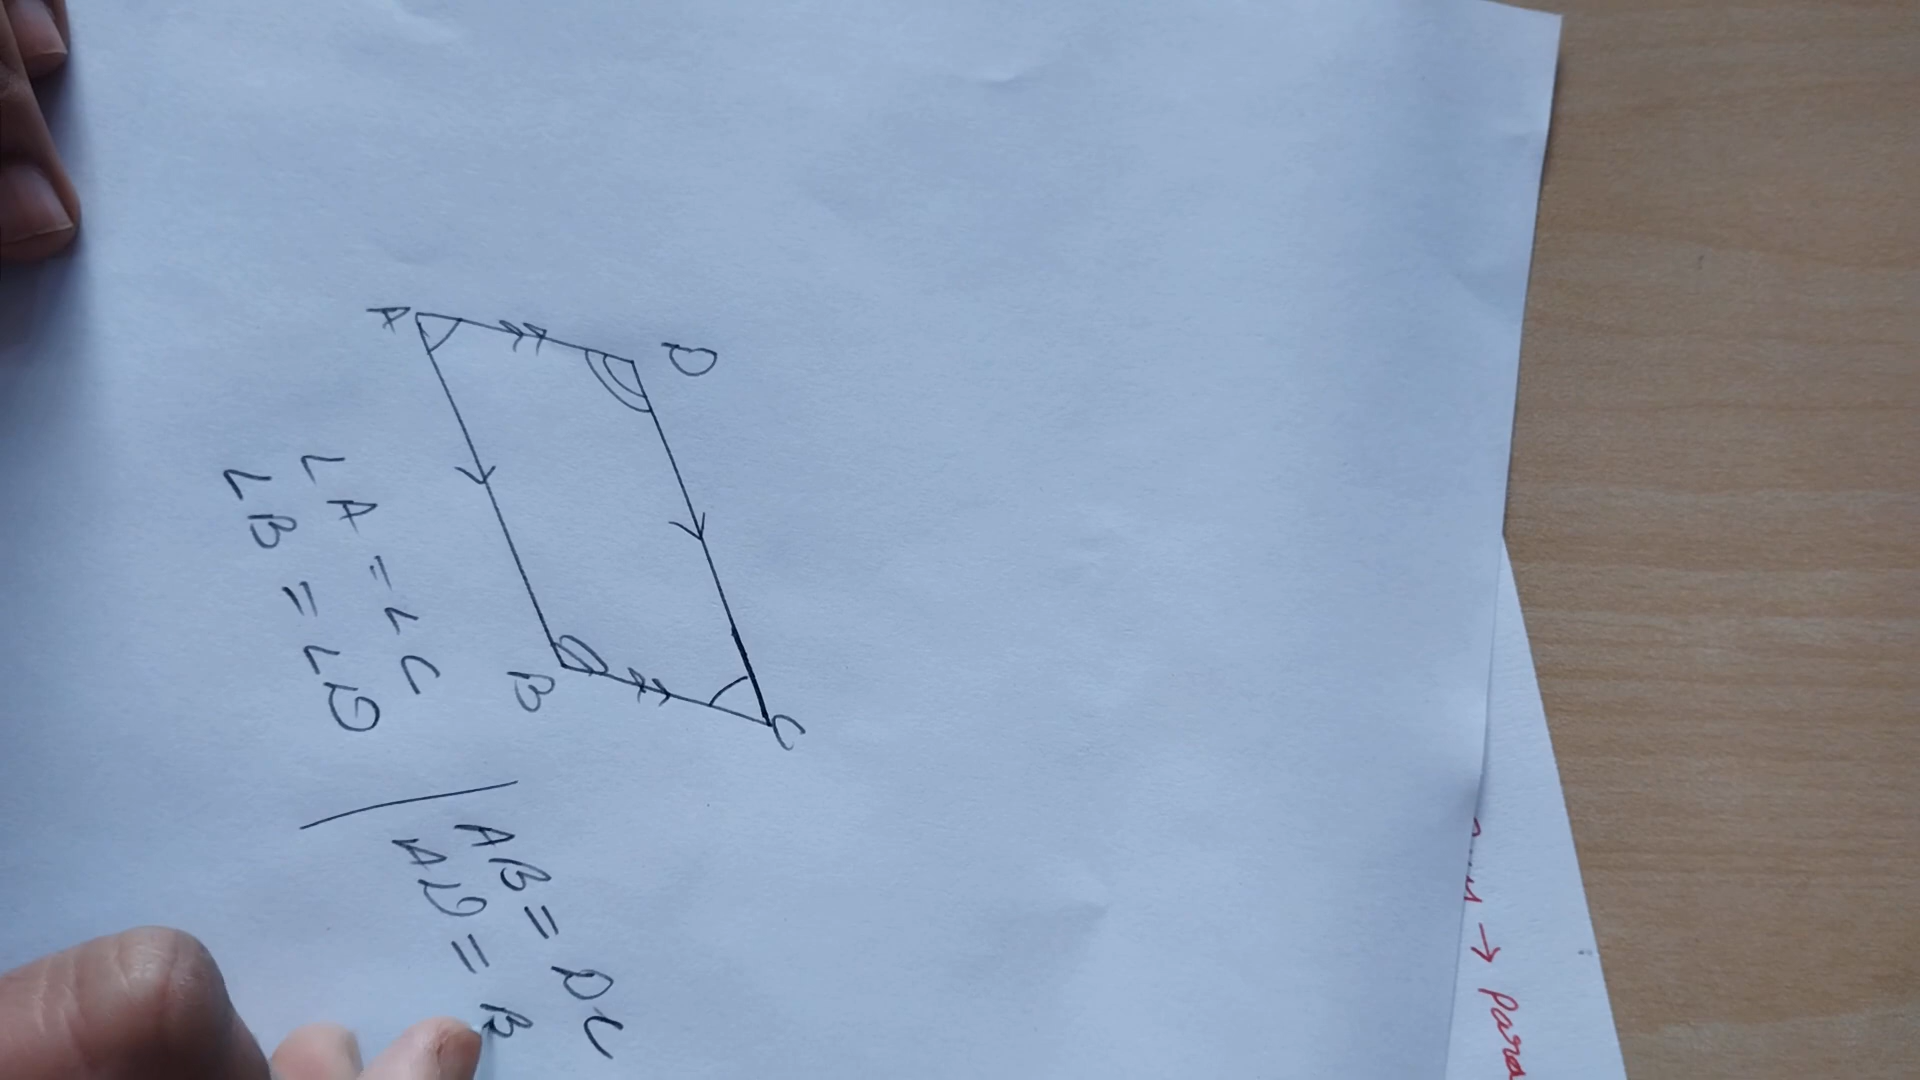 A
D
B
C
∠A = ∠C
∠B = ∠D
AB = DC
AD = B
→ Para